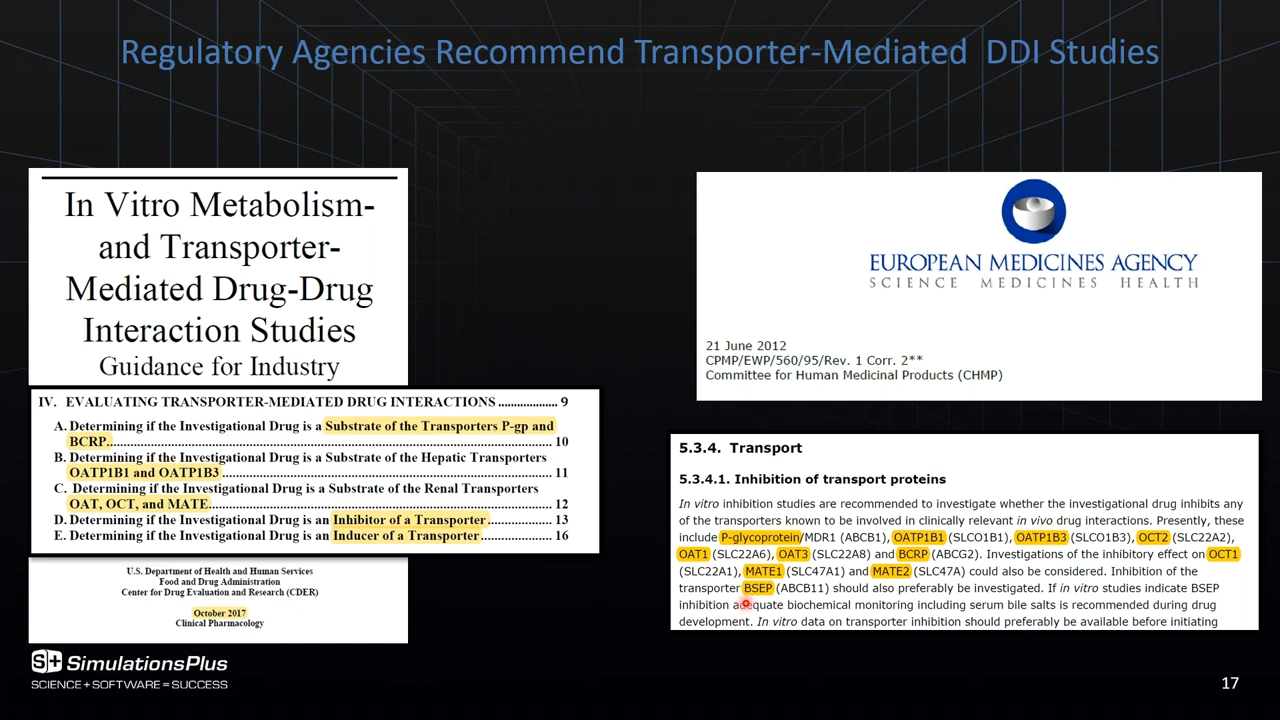 Regulatory Agencies Recommend Transporter-Mediated DDI Studies
In Vitro Metabolism-
and Transporter-
Mediated Drug-Drug
Interaction Studies
Guidance for Industry
IV. EVALUATING TRANSPORTER-MEDIATED DRUG INTERACTIONS .................. 9
A. Determining if the Investigational Drug is a Substrate of the Transporters P-gp and
BCRP.......................................................................................................................... 10
B. Determining if the Investigational Drug is a Substrate of the Hepatic Transporters
OATP1B1 and OATP1B3 ........................................................................................... 11
C. Determining if the Investigational Drug is a Substrate of the Renal Transporters
OAT, OCT, and MATE............................................................................................... 12
D. Determining if the Investigational Drug is an Inhibitor of a Transporter ................. 13
E. Determining if the Investigational Drug is an Inducer of a Transporter................... 16
U.S. Department of Health and Human Services
Food and Drug Administration
Center for Drug Evaluation and Research (CDER)
October 2017
Clinical Pharmacology
EUROPEAN MEDICINES AGENCY
SCIENCE MEDICINES HEALTH
21 June 2012
CPMP/EWP/560/95/Rev. 1 Corr. 2**
Committee for Human Medicinal Products (CHMP)
5.3.4. Transport
5.3.4.1. Inhibition of transport proteins
In vitro inhibition studies are recommended to investigate whether the investigational drug inhibits any
of the transporters known to be involved in clinically relevant in vivo drug interactions. Presently, these
include P-glycoprotein/MDR1 (ABCB1), OATP1B1 (SLCO1B1), OATP1B3 (SLCO1B3), OCT2 (SLC22A2),
OAT1 (SLC22A6), OAT3 (SLC22A8) and BCRP (ABCG2). Investigations of the inhibitory effect on OCT1
(SLC22A1), MATE1 (SLC47A1) and MATE2 (SLC47A) could also be considered. Inhibition of the
transporter BSEP (ABCB11) should also preferably be investigated. If in vitro studies indicate BSEP
inhibition adequate biochemical monitoring including serum bile salts is recommended during drug
development. In vitro data on transporter inhibition should preferably be available before initiating
S+ SimulationsPlus
SCIENCE + SOFTWARE = SUCCESS
17